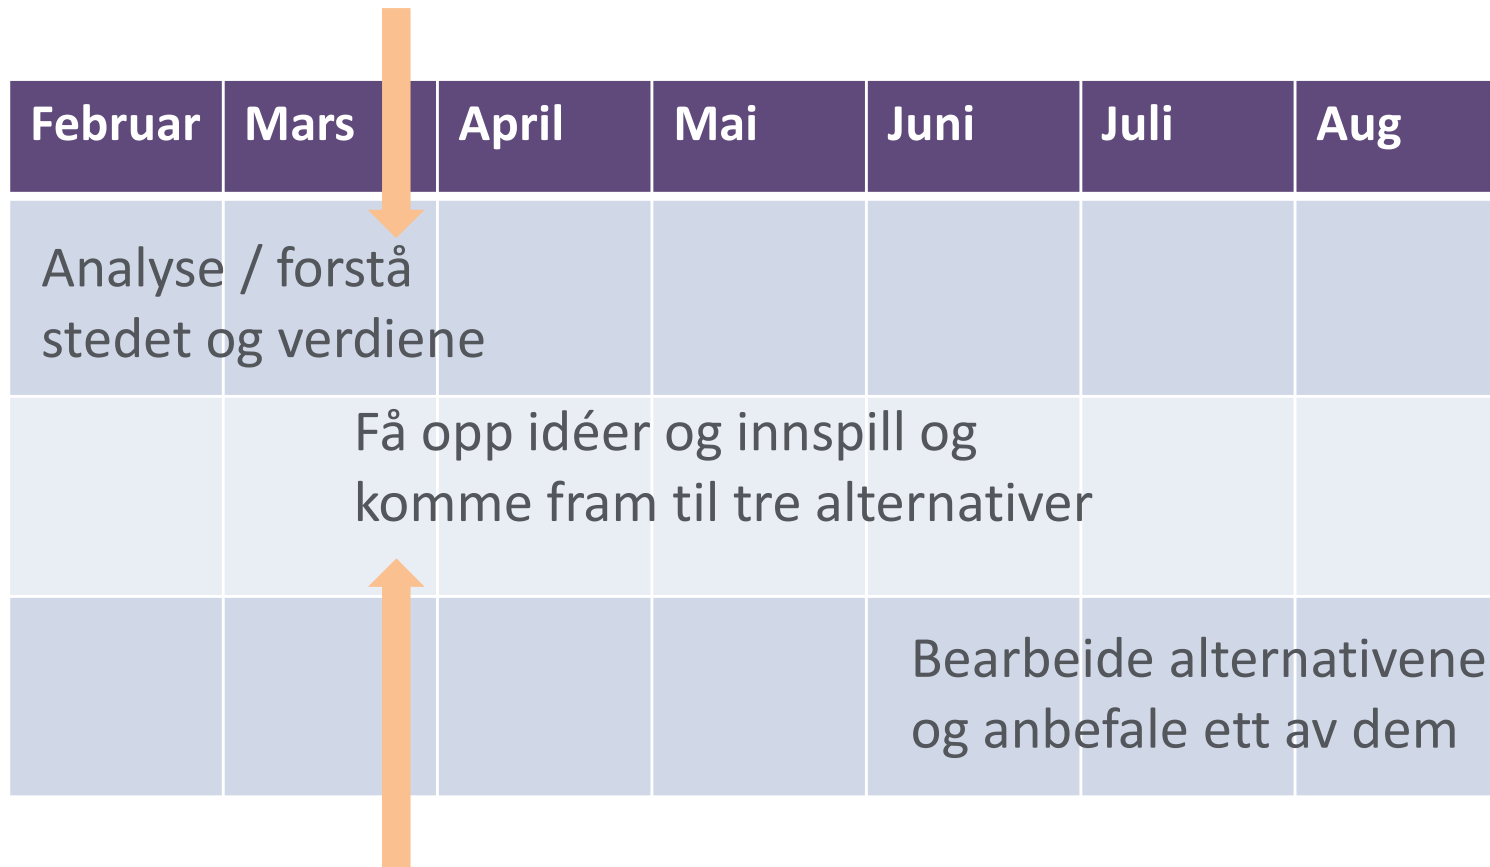 Februar Mars April Mai Juni Juli Aug
Analyse / forstå
stedet og verdiene
Få opp idéer og innspill og
komme fram til tre alternativer
Bearbeide alternativene
og anbefale ett av dem